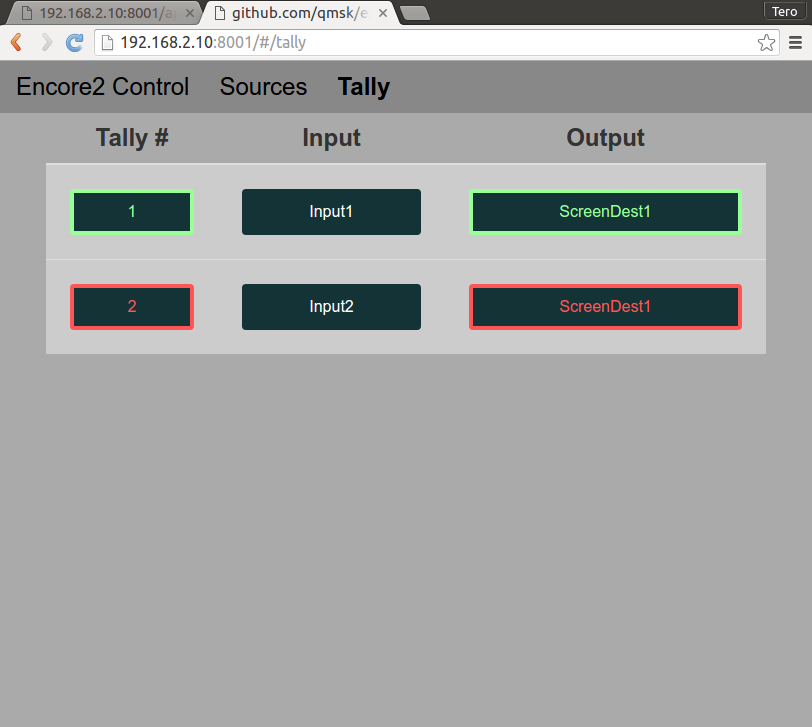 Tero
192.168.2.10:8001/a
github.com/qmsk/e
192.168.2.10:8001/#/tally
Encore2 Control Sources Tally
Tally # Input Output
1 Input1 ScreenDest1
2 Input2 ScreenDest1